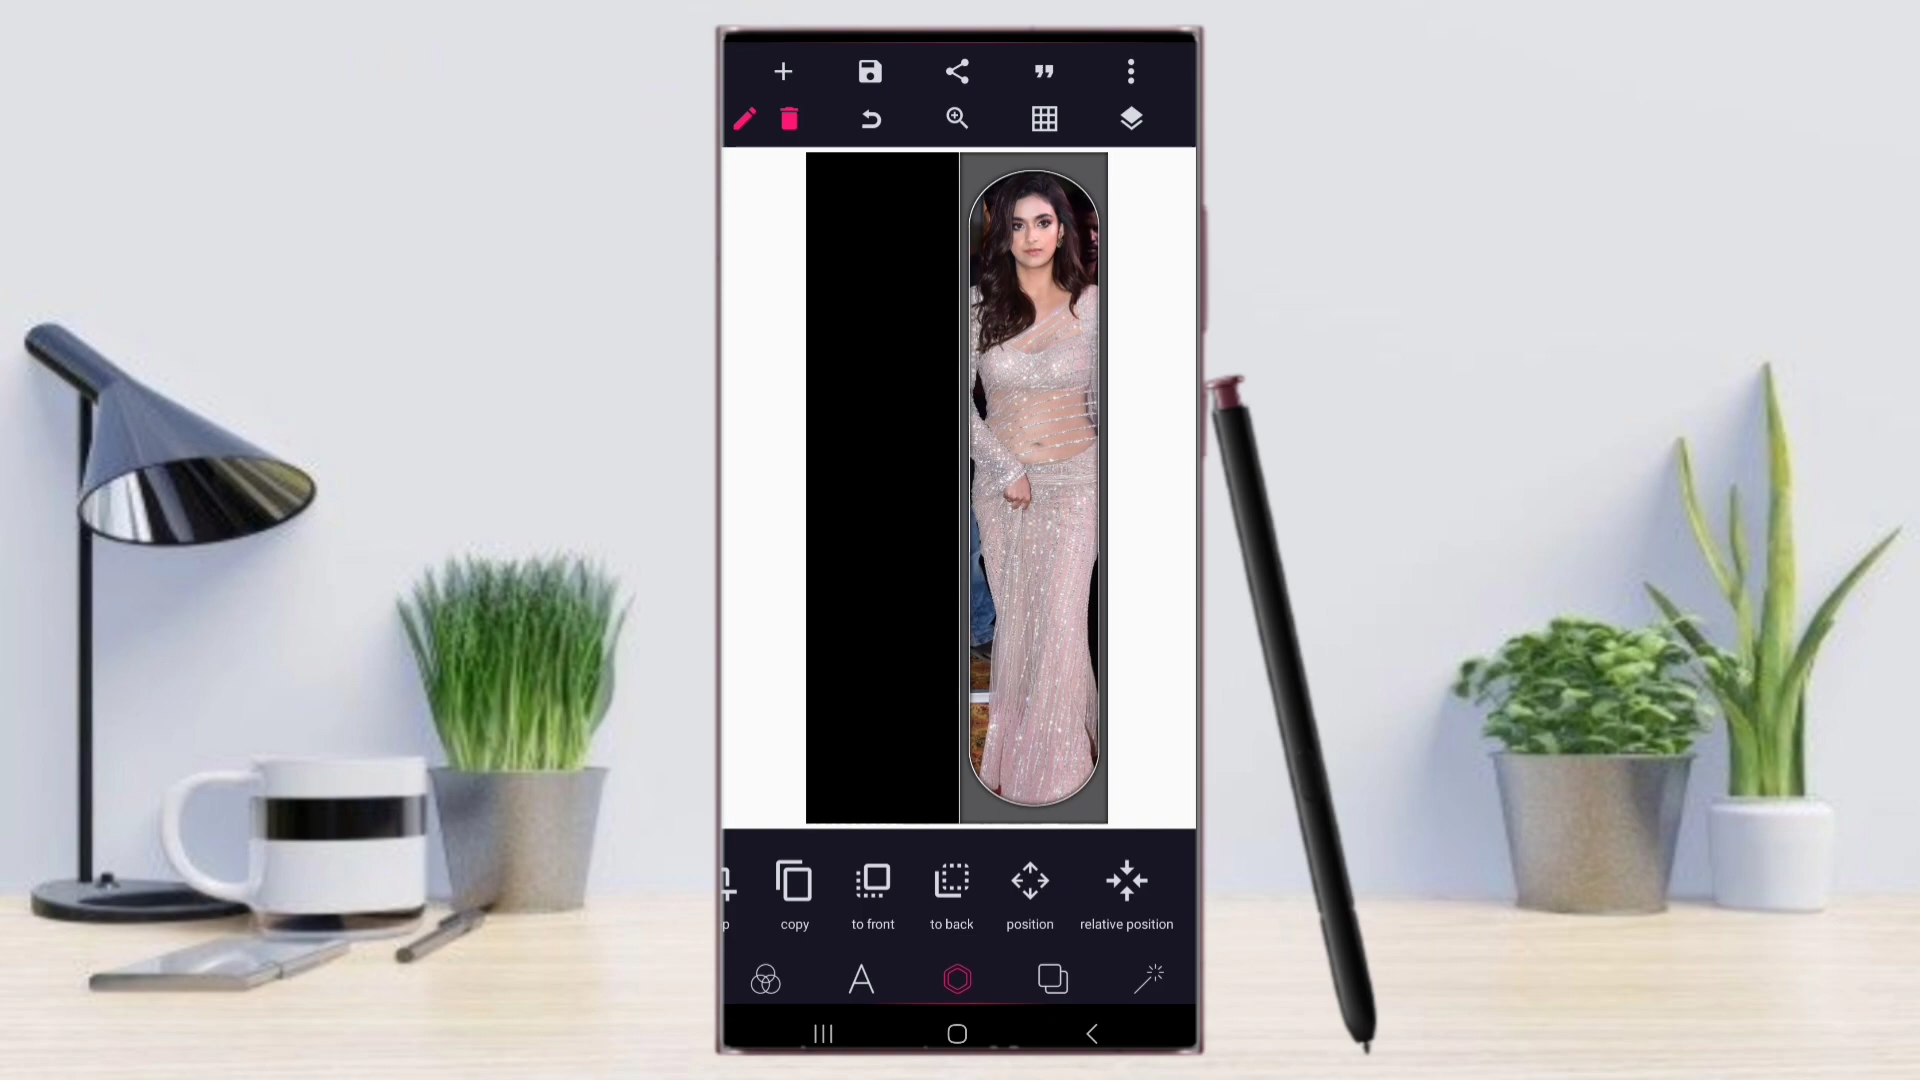 p
copy
to front
to back
position
relative position